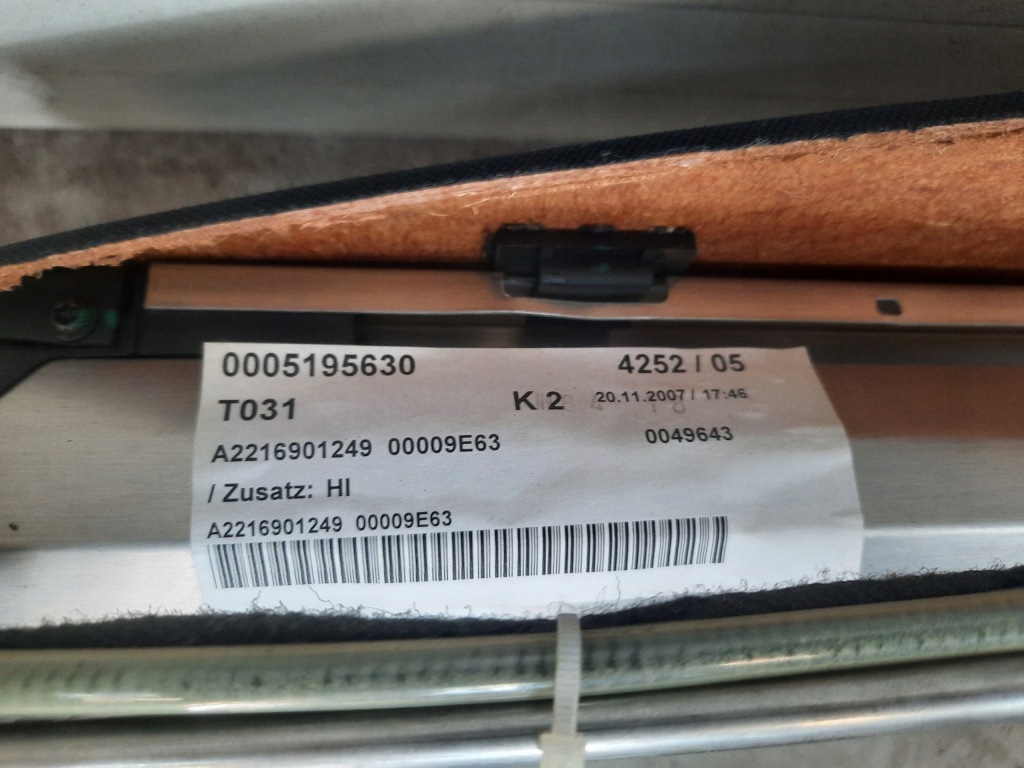 0005195630 4252 / 05
T031 K 2 20.11.2007 / 17:46
A2216901249 00009E63 0049643
/ Zusatz: HI
A2216901249 00009E63